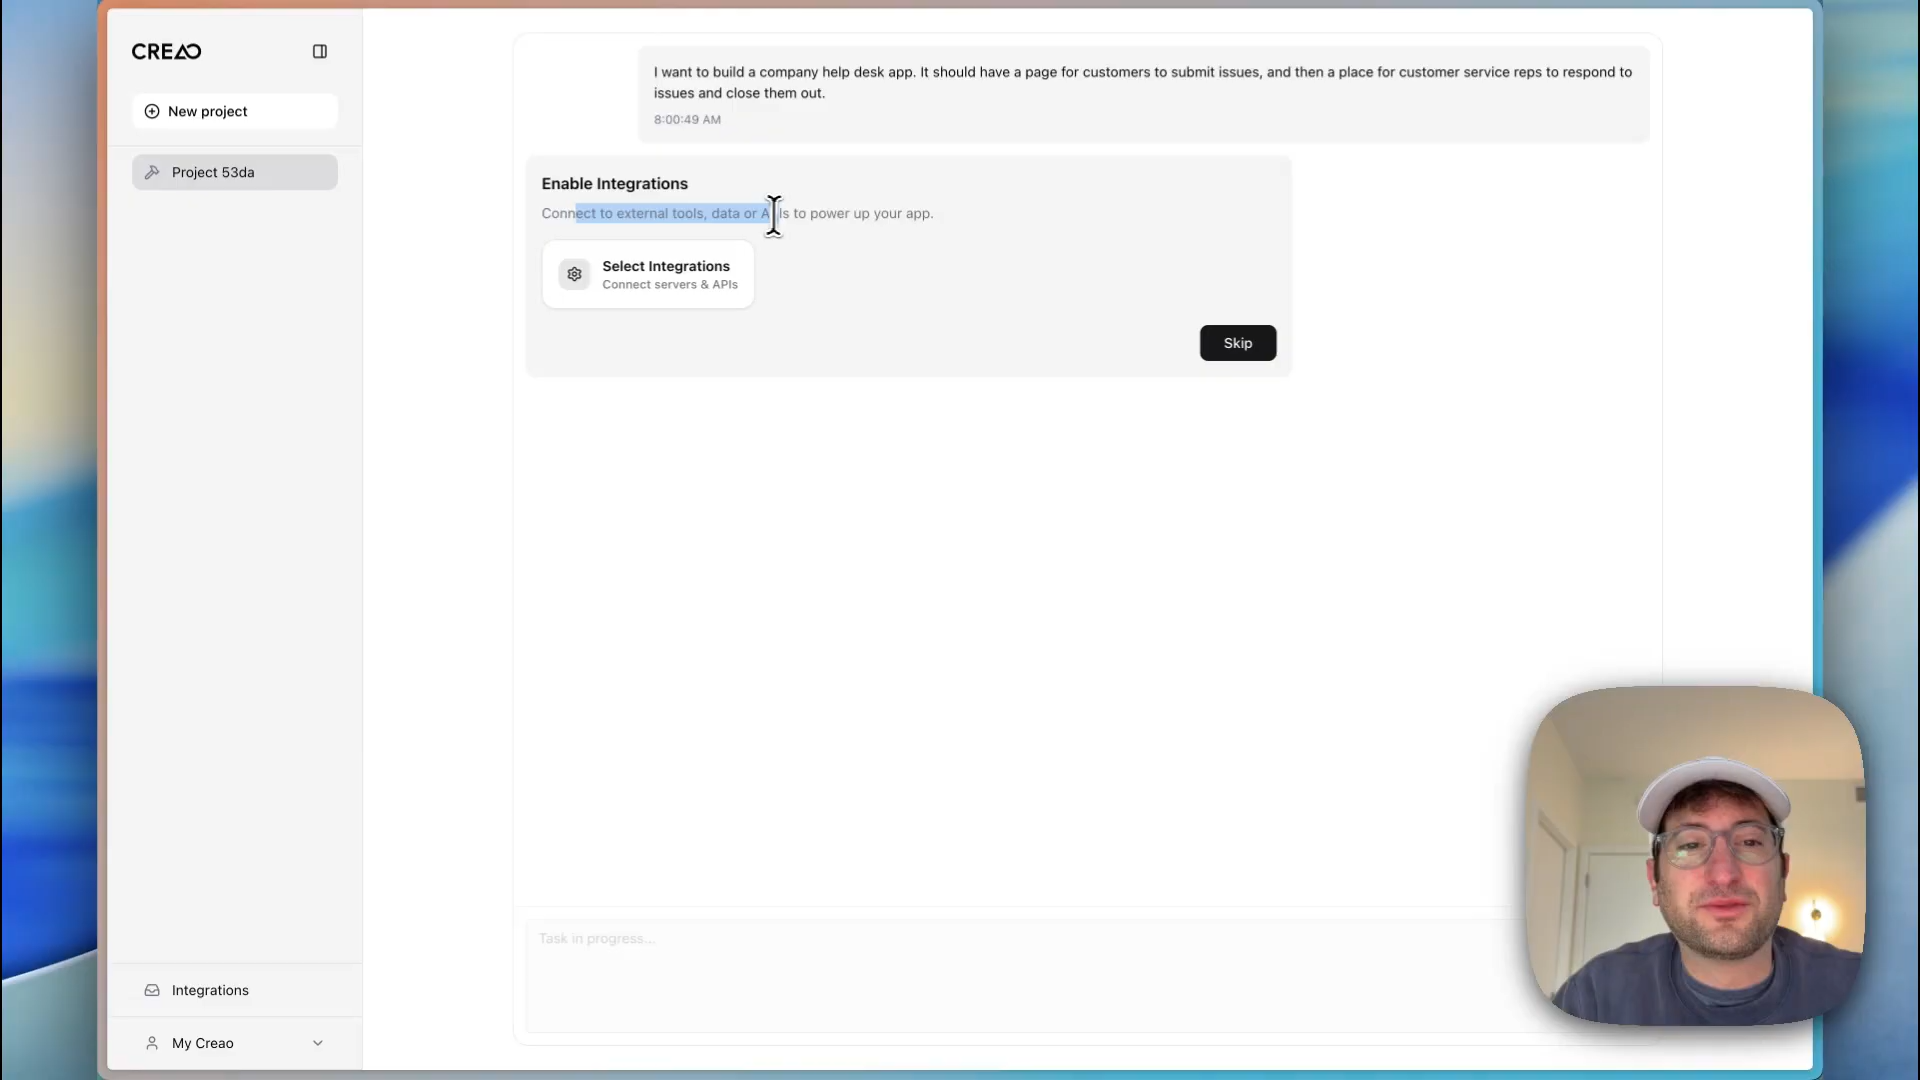 CREAO
New project
Project 53da
I want to build a company help desk app. It should have a page for customers to submit issues, and then a place for customer service reps to respond to
issues and close them out.
8:00:49 AM
Enable Integrations
Connect to external tools, data or APIs to power up your app.
Select Integrations
Connect servers & APIs
Skip
Task in progress...
Integrations
My Creao